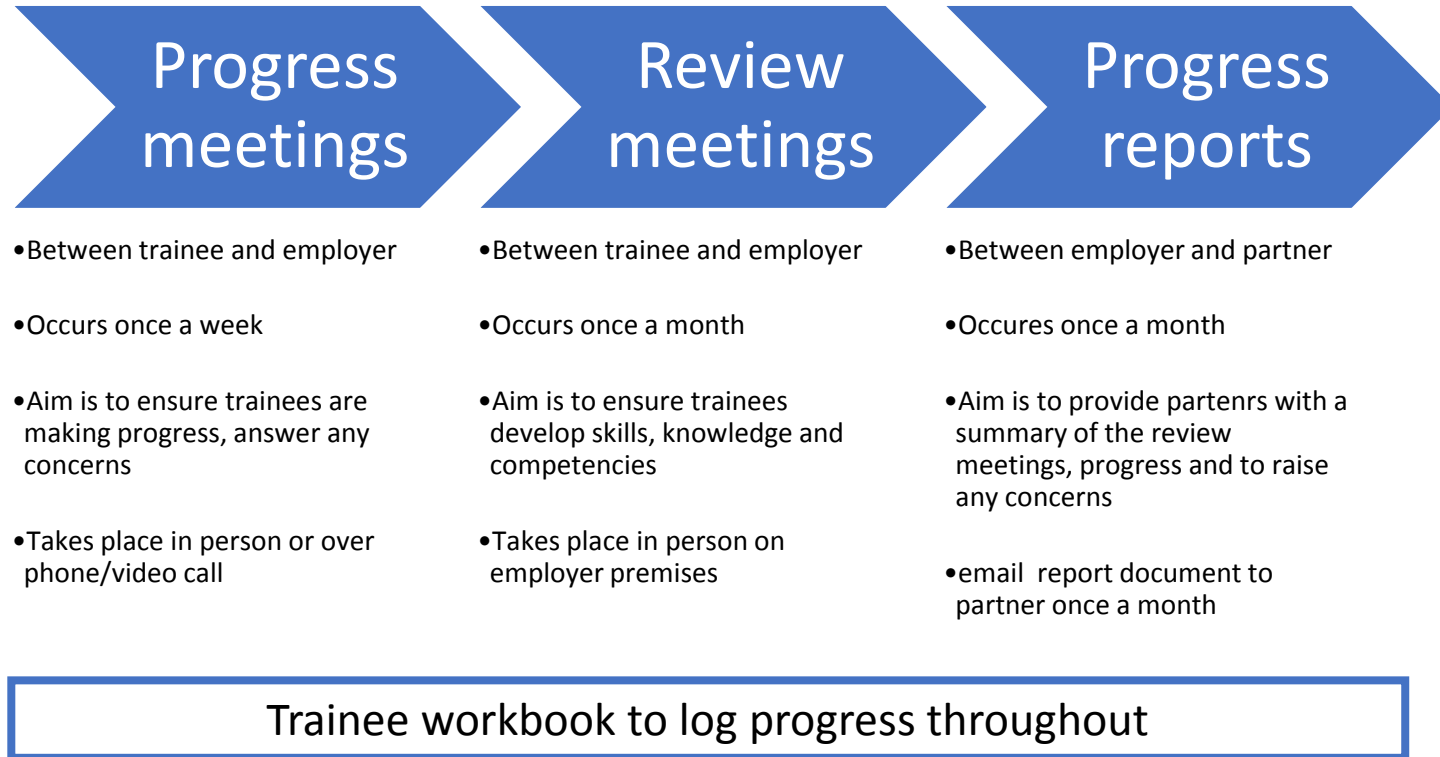 Progress
meetings
•Between trainee and employer
•Occurs once a week
•Aim is to ensure trainees are
making progress, answer any
concerns
•Takes place in person or over
phone/video call
Review
meetings
•Between trainee and employer
•Occurs once a month
•Aim is to ensure trainees
develop skills, knowledge and
competencies
•Takes place in person on
employer premises
Progress
reports
•Between employer and partner
•Occures once a month
•Aim is to provide partenrs with a
summary of the review
meetings, progress and to raise
any concerns
•email  report document to
partner once a month
Trainee workbook to log progress throughout